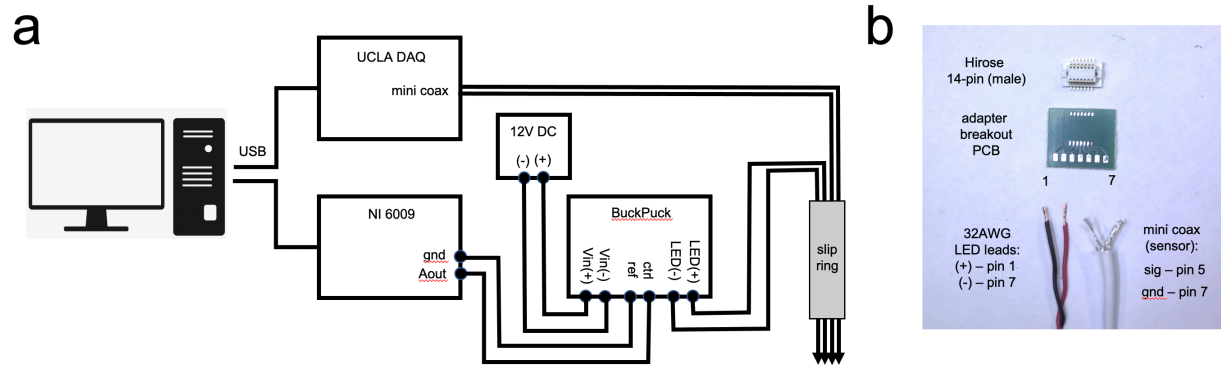 a
UCLA DAQ
mini coax
USB
12V DC
(-) (+)
NI 6009
gnd
Aout
BuckPuck
Vin(+)
Vin(-)
ref
ctrl
LED(-)
LED(+)
slip
ring
b
Hirose
14-pin (male)
adapter
breakout
PCB
1
7
32AWG
LED leads:
(+) – pin 1
(-) – pin 7
mini coax
(sensor):
sig – pin 5
gnd – pin 7